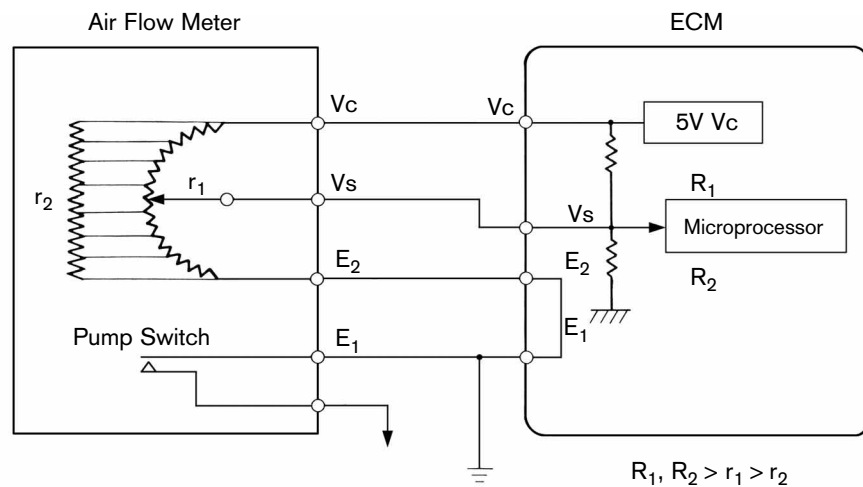 Air Flow Meter
ECM
Vc
Vc
5V Vc
r₂
r₁
Vs
Vs
R₁
Microprocessor
E₂
E₂
R₂
Pump Switch
E₁
E₁
R₁, R₂ > r₁ > r₂